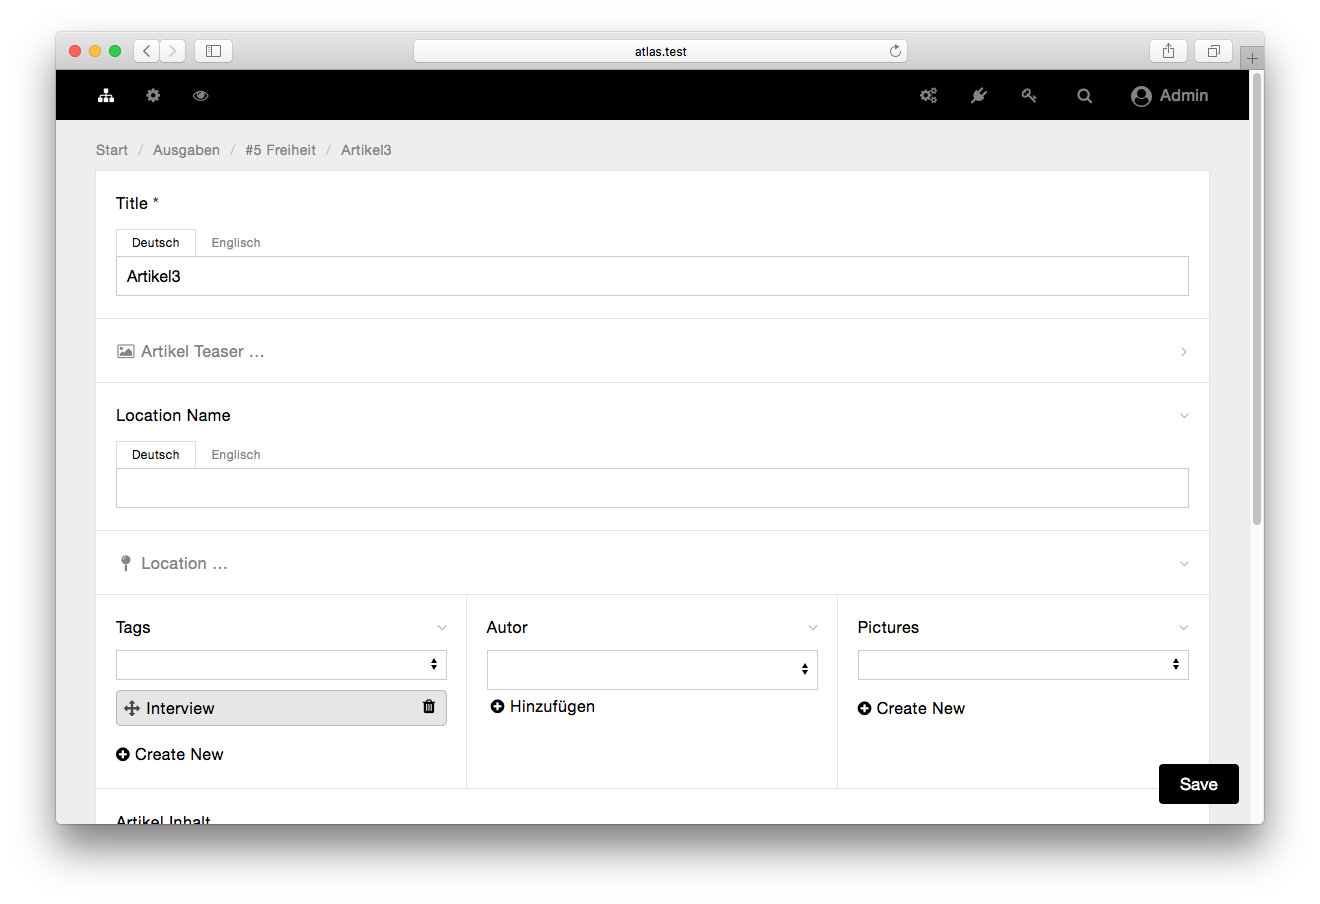 atlas.test
Admin
Start / Ausgaben / #5 Freiheit / Artikel3
Title *
Deutsch Englisch
Artikel3
Artikel Teaser ...
Location Name
Deutsch Englisch
Location ...
Tags Autor Pictures
Interview
Hinzufügen
Create New
Create New
Save
Artikel Inhalt